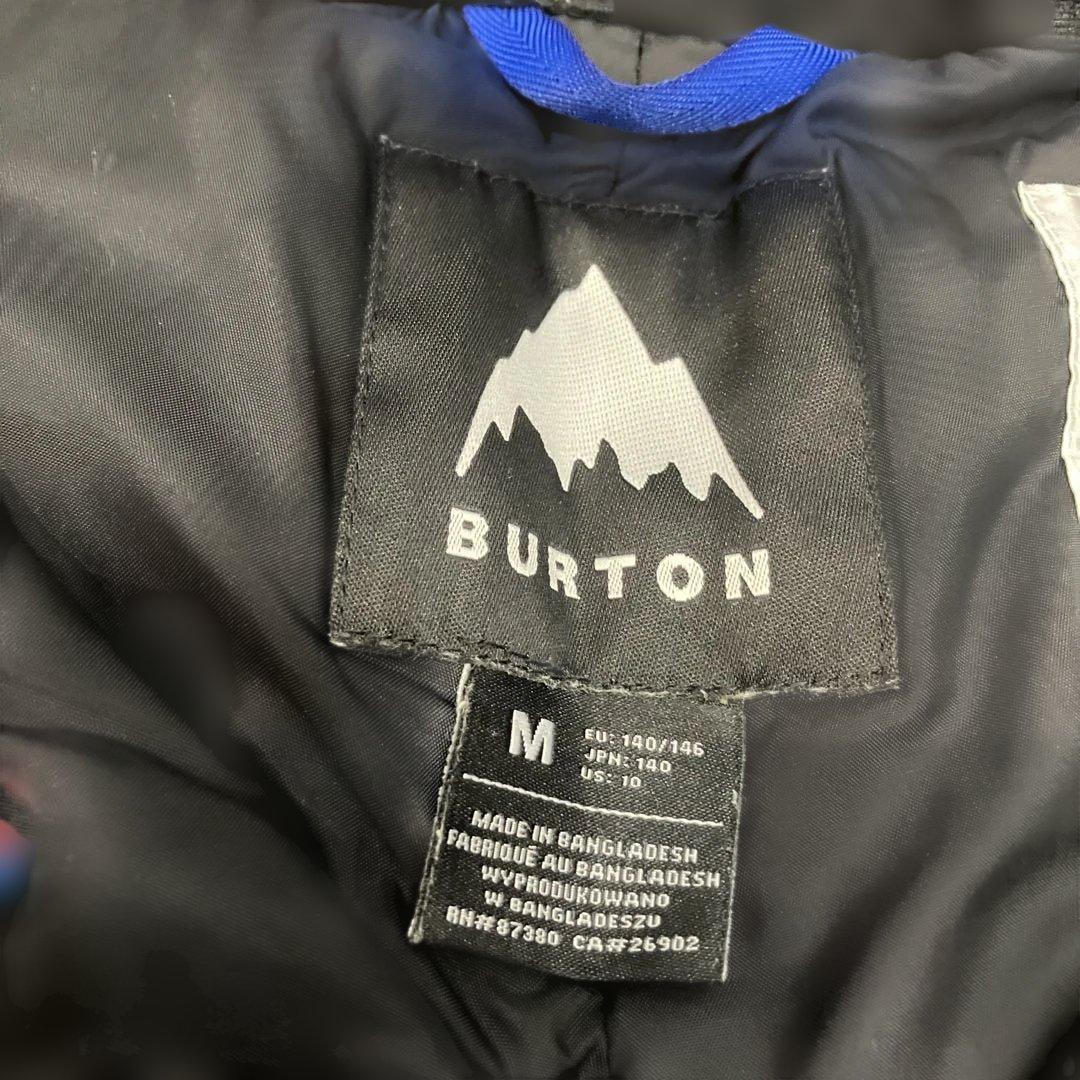 BURTON
M
EU: 140/146
JPN: 140
US: 10
MADE IN BANGLADESH
FABRIQUÉ AU BANGLADESH
WYPRODUKOWANO
W BANGLADESZU
RN#87380 CA#26902